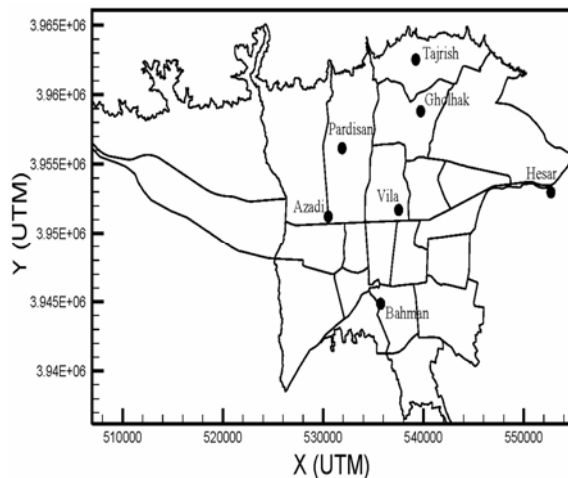 3.965E+06
Tajrish
3.96E+06
Gholhak
Pardisan
3.955E+06
Hesar
Azadi
Vila
3.95E+06
Y (UTM)
3.945E+06
Bahman
3.94E+06
510000 520000 530000 540000 550000
X (UTM)